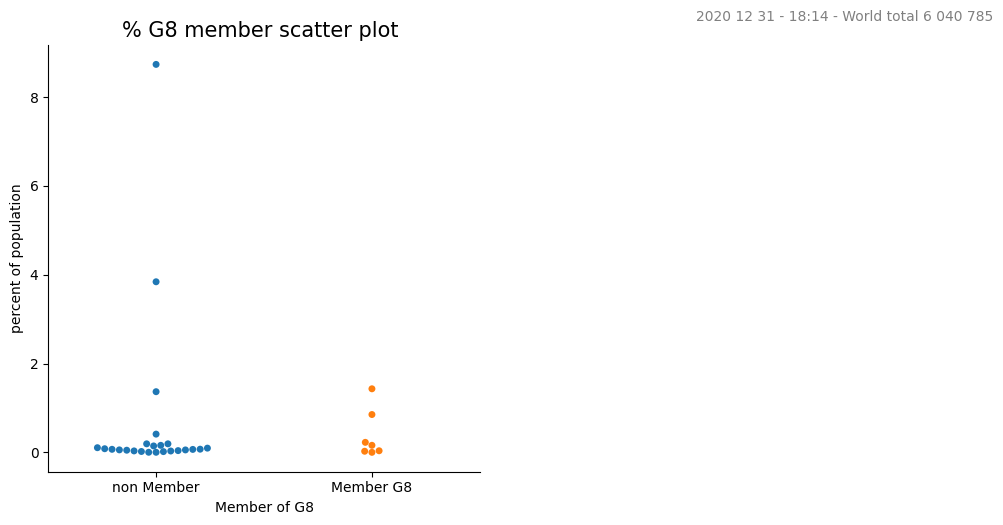 2020 12 31 - 18:14 - World total 6 040 785
% G8 member scatter plot
8
6
4
2
0
percent of population
non Member
Member G8
Member of G8